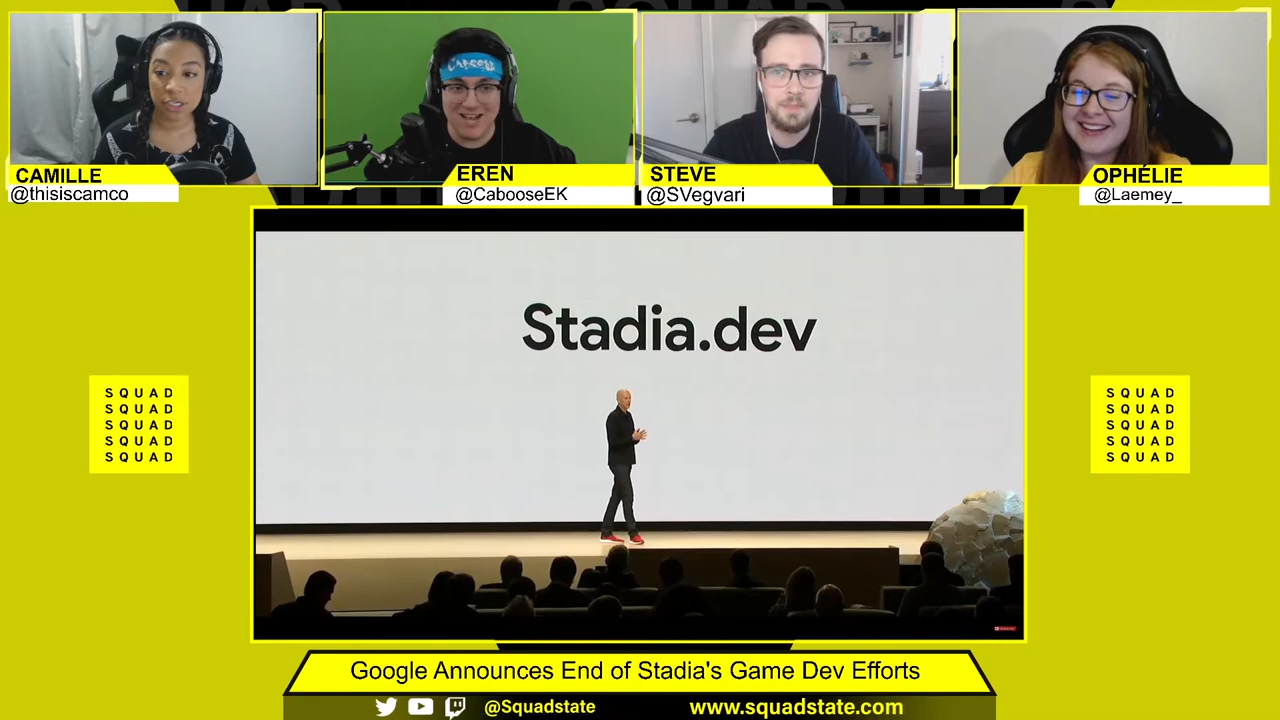 CAMILLE
@thisiscamco
EREN
@CabooseEK
STEVE
@SVegvari
OPHÉLIE
@Laemey_
Stadia.dev
SQUAD
SQUAD
SQUAD
SQUAD
SQUAD
SQUAD
SQUAD
SQUAD
SQUAD
SQUAD
Google Announces End of Stadia's Game Dev Efforts
@Squadstate
www.squadstate.com